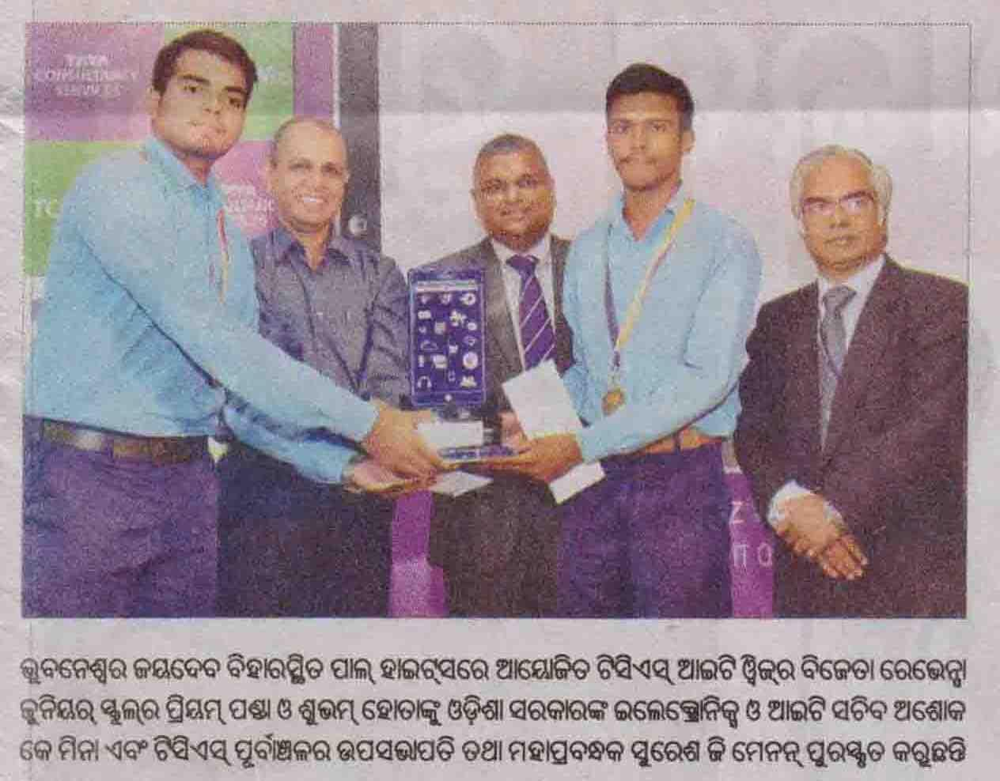 TATA
CONSULTANCY
SERVICES
TC
ଭୁବନେଶ୍ୱର ଜୟଦେବ ବିହାରସ୍ଥିତ ପାଲ୍ ହାଇଟ୍‌ସରେ ଆୟୋଜିତ ଟିସିଏସ୍ ଆଇଟି ୱିଜ୍‌ର ବିଜେତା ରେଭେନ୍ସା
ଜୁନିୟର୍ ସ୍କୁଲ୍‌ର ପ୍ରିୟମ୍ ପଣ୍ଡା ଓ ଶୁଭମ୍ ହୋତାଙ୍କୁ ଓଡ଼ିଶା ସରକାରଙ୍କ ଇଲେକ୍ଟ୍ରୋନିକ୍ସ ଓ ଆଇଟି ସଚିବ ଅଶୋକ
କେ ମିନା ଏବଂ ଟିସିଏସ୍ ପୂର୍ବାଞ୍ଚଳର ଉପସଭାପତି ତଥା ମହାପ୍ରବନ୍ଧକ ସୁରେଶ ଜି ମେନନ୍ ପୁରସ୍କୃତ କରୁଛନ୍ତି